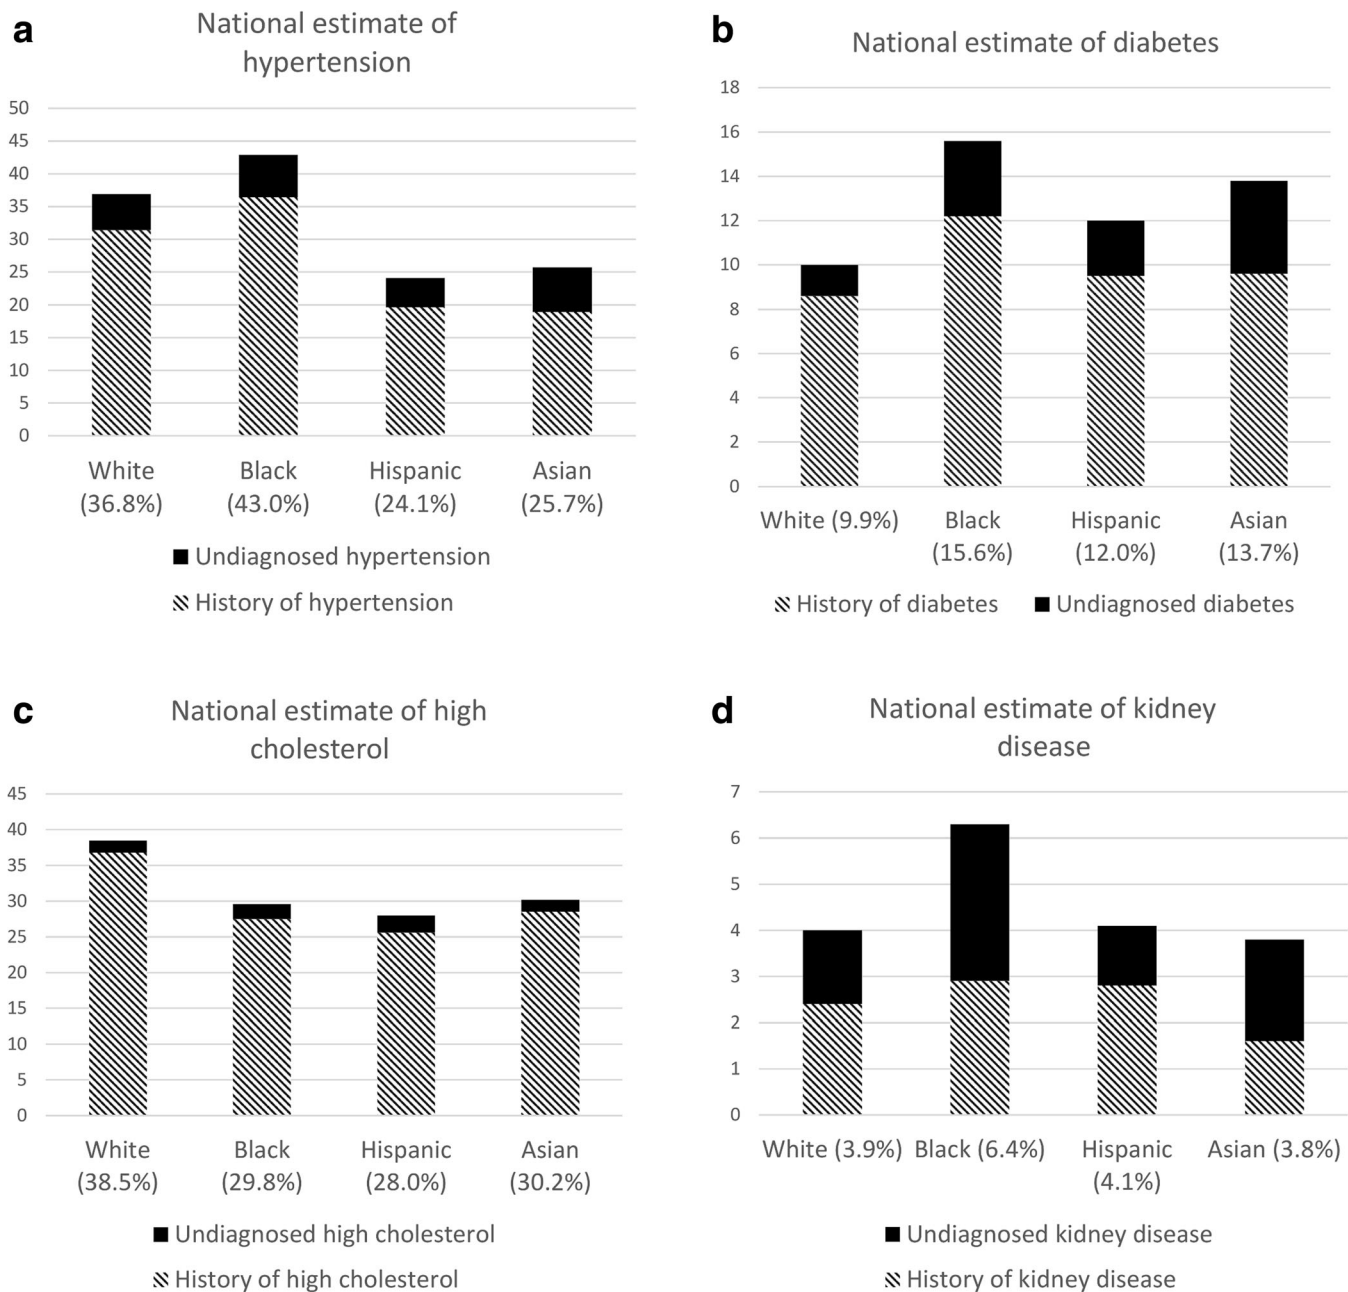 a
National estimate of
hypertension
50
45
40
35
30
25
20
15
10
5
0
White
(36.8%)
Black
(43.0%)
Hispanic
(24.1%)
Asian
(25.7%)
Undiagnosed hypertension
History of hypertension
b
National estimate of diabetes
18
16
14
12
10
8
6
4
2
0
White (9.9%)
Black
(15.6%)
Hispanic
(12.0%)
Asian
(13.7%)
History of diabetes
Undiagnosed diabetes
c
National estimate of high
cholesterol
45
40
35
30
25
20
15
10
5
0
White
(38.5%)
Black
(29.8%)
Hispanic
(28.0%)
Asian
(30.2%)
Undiagnosed high cholesterol
History of high cholesterol
d
National estimate of kidney
disease
7
6
5
4
3
2
1
0
White (3.9%)
Black (6.4%)
Hispanic
(4.1%)
Asian (3.8%)
Undiagnosed kidney disease
History of kidney disease